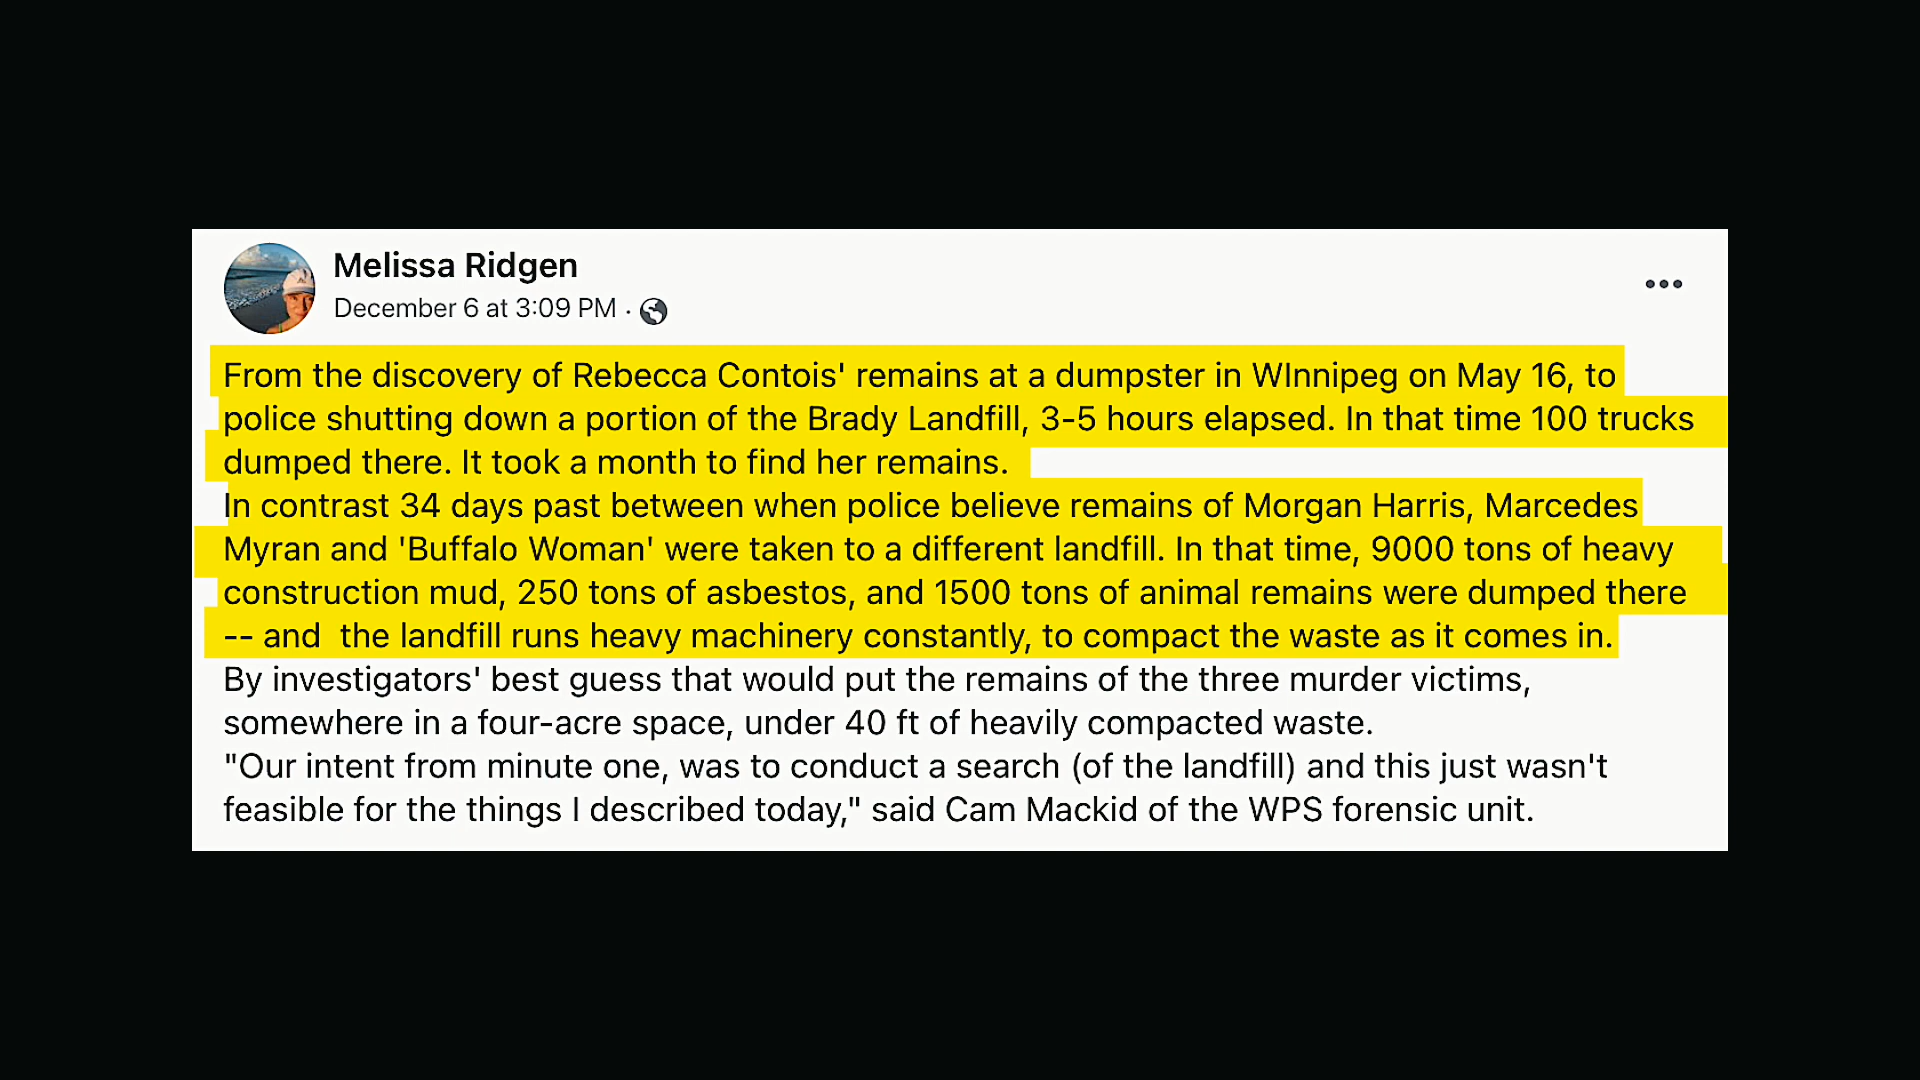 Melissa Ridgen
December 6 at 3:09 PM ·
From the discovery of Rebecca Contois' remains at a dumpster in WInnipeg on May 16, to
police shutting down a portion of the Brady Landfill, 3-5 hours elapsed. In that time 100 trucks
dumped there. It took a month to find her remains.
In contrast 34 days past between when police believe remains of Morgan Harris, Marcedes
Myran and 'Buffalo Woman' were taken to a different landfill. In that time, 9000 tons of heavy
construction mud, 250 tons of asbestos, and 1500 tons of animal remains were dumped there
-- and  the landfill runs heavy machinery constantly, to compact the waste as it comes in.
By investigators' best guess that would put the remains of the three murder victims,
somewhere in a four-acre space, under 40 ft of heavily compacted waste.
"Our intent from minute one, was to conduct a search (of the landfill) and this just wasn't
feasible for the things I described today," said Cam Mackid of the WPS forensic unit.